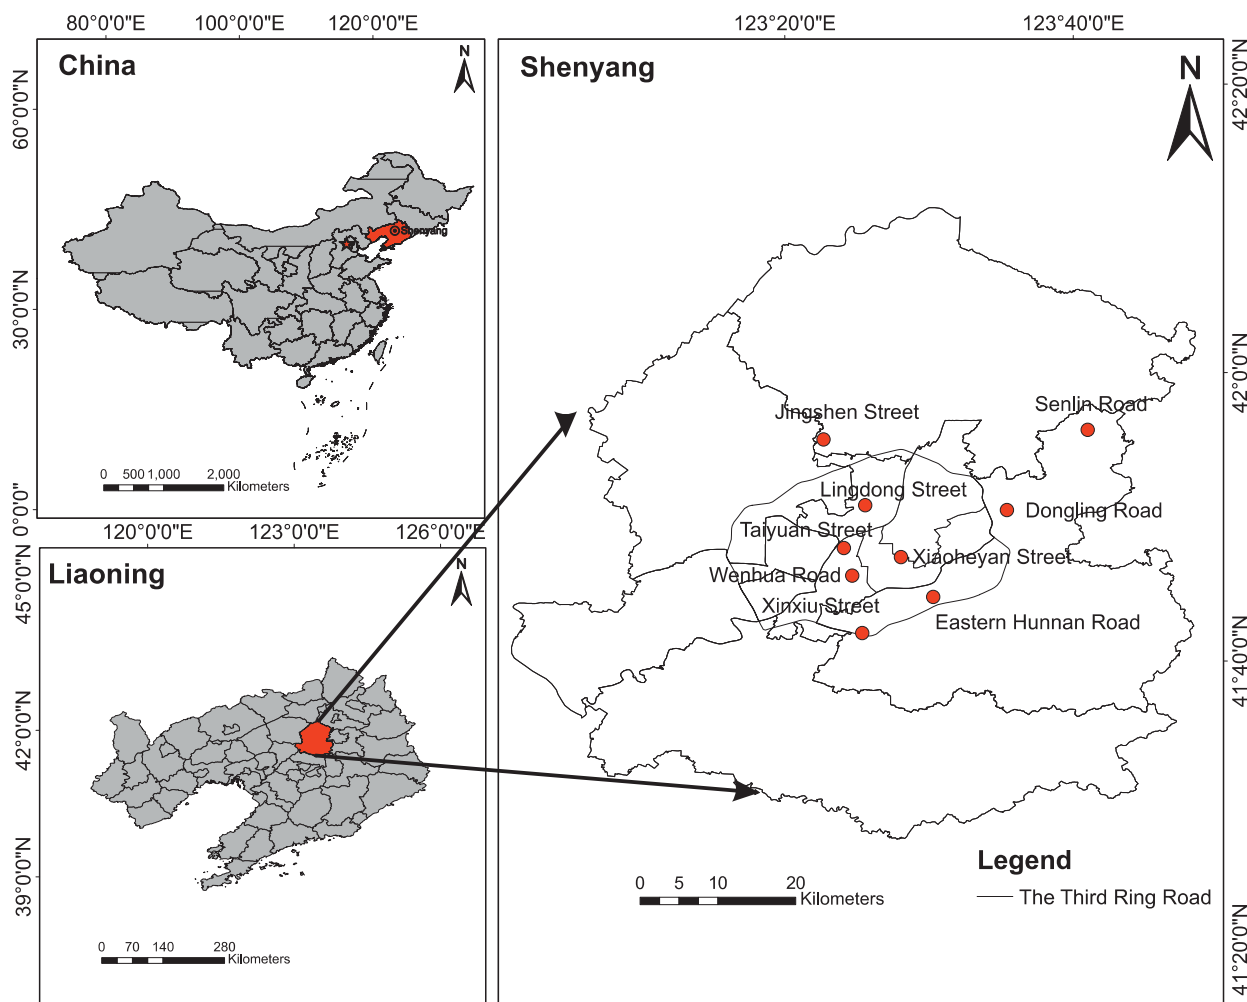 80°0'0"E
100°0'0"E
120°0'0"E
123°20'0"E
123°40'0"E
China
N
60°0'0"N
30°0'0"N
0°0'0"
Shenyang
0 500 1,000 2,000
Kilometers
120°0'0"E
123°0'0"E
126°0'0"E
Liaoning
N
45°0'0"N
42°0'0"N
39°0'0"N
0 70 140 280
Kilometers
Shenyang
N
42°20'0"N
42°0'0"N
41°40'0"N
41°20'0"N
Jingshen Street
Senlin Road
Lingdong Street
Dongling Road
Taiyuan Street
Xiaoheyan Street
Wenhua Road
Xinxiu Street
Eastern Hunnan Road
0 5 10 20
Kilometers
Legend
The Third Ring Road